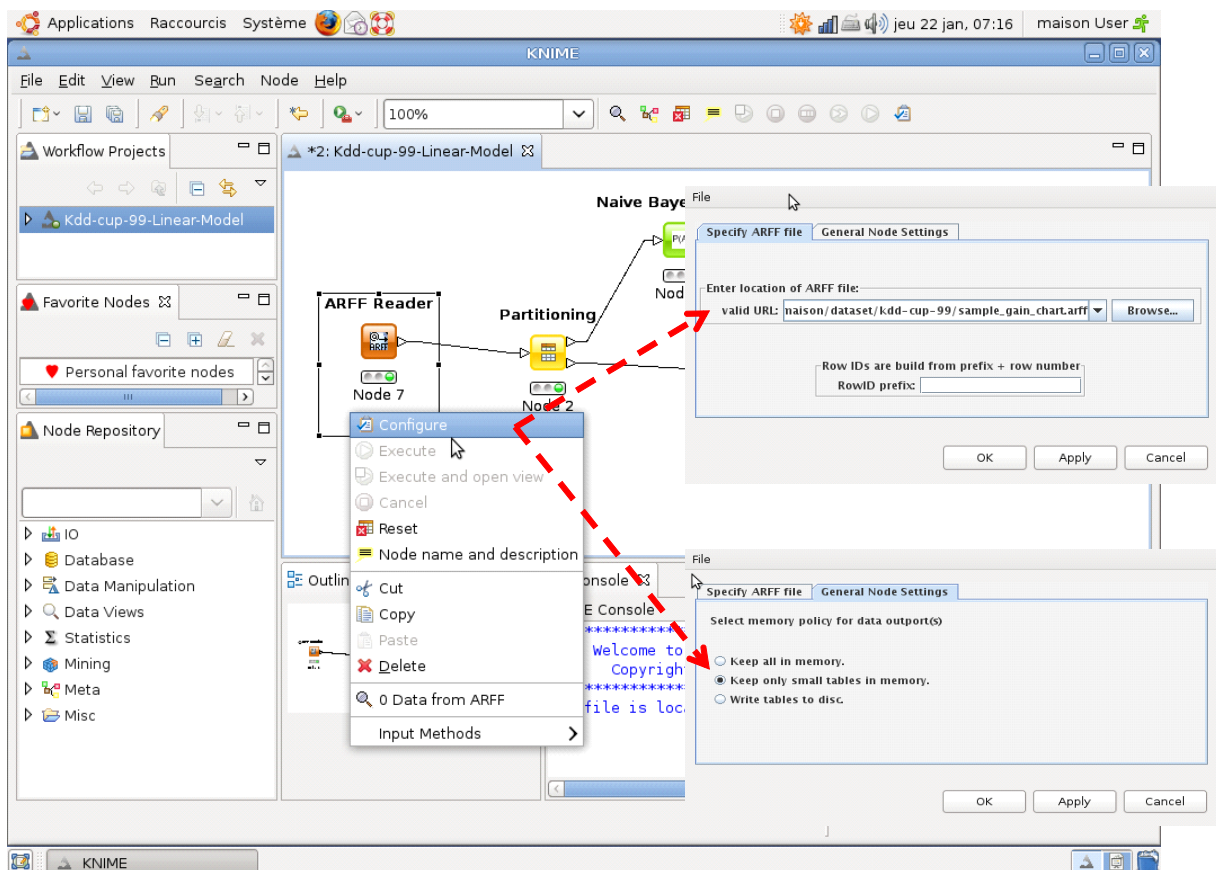 Applications Raccourcis Système
jeu 22 jan, 07:16 maison User
KNIME
File Edit View Run Search Node Help
100%
Workflow Projects
*2: Kdd-cup-99-Linear-Model
Kdd-cup-99-Linear-Model
Naive Baye
Nod
Favorite Nodes
ARFF Reader
ARFF
Node 7
Partitioning
Node 2
Personal favorite nodes
Node Repository
IO
Database
Data Manipulation
Data Views
Statistics
Mining
Meta
Misc
Configure
Execute
Execute and open view
Cancel
Reset
Node name and description
Cut
Copy
Paste
Delete
0 Data from ARFF
Input Methods
Outlin
onsole
E Console
*************
Welcome to
Copyrigh
*************
file is loc
File
Specify ARFF file General Node Settings
Enter location of ARFF file:
valid URL: naison/dataset/kdd-cup-99/sample_gain_chart.arff Browse...
Row IDs are build from prefix + row number
RowID prefix:
OK Apply Cancel
File
Specify ARFF file General Node Settings
Select memory policy for data outport(s)
Keep all in memory.
Keep only small tables in memory.
Write tables to disc.
OK Apply Cancel
KNIME